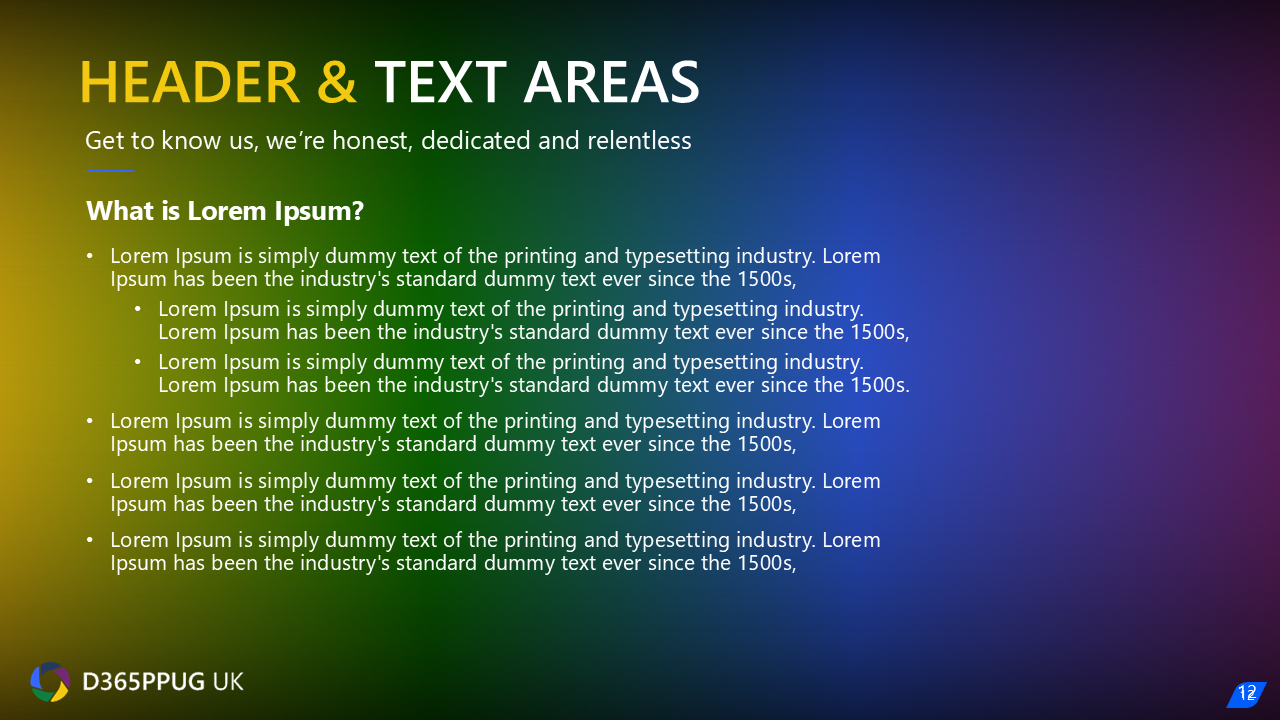 HEADER & TEXT AREAS
Get to know us, we’re honest, dedicated and relentless
What is Lorem Ipsum?
• Lorem Ipsum is simply dummy text of the printing and typesetting industry. Lorem
Ipsum has been the industry's standard dummy text ever since the 1500s,
• Lorem Ipsum is simply dummy text of the printing and typesetting industry.
Lorem Ipsum has been the industry's standard dummy text ever since the 1500s,
• Lorem Ipsum is simply dummy text of the printing and typesetting industry.
Lorem Ipsum has been the industry's standard dummy text ever since the 1500s.
• Lorem Ipsum is simply dummy text of the printing and typesetting industry. Lorem
Ipsum has been the industry's standard dummy text ever since the 1500s,
• Lorem Ipsum is simply dummy text of the printing and typesetting industry. Lorem
Ipsum has been the industry's standard dummy text ever since the 1500s,
• Lorem Ipsum is simply dummy text of the printing and typesetting industry. Lorem
Ipsum has been the industry's standard dummy text ever since the 1500s,
D365PPUG UK
12
12